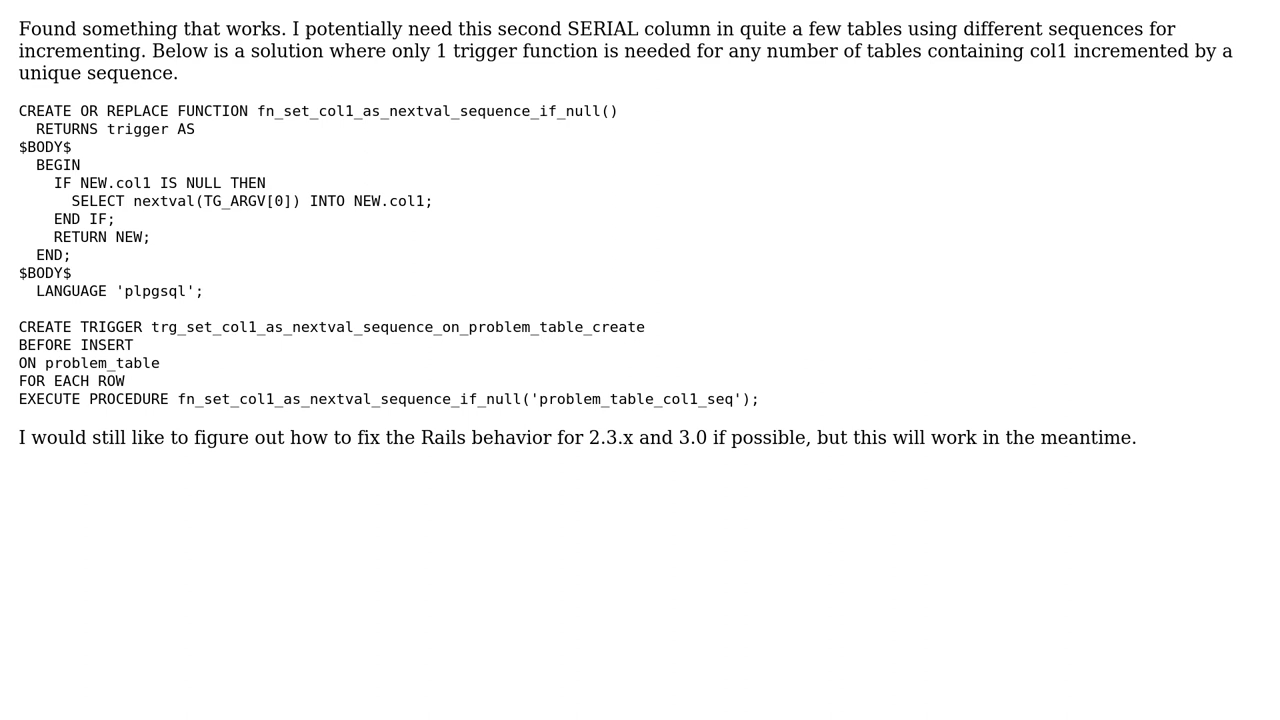 Found something that works. I potentially need this second SERIAL column in quite a few tables using different sequences for
incrementing. Below is a solution where only 1 trigger function is needed for any number of tables containing col1 incremented by a
unique sequence.
CREATE OR REPLACE FUNCTION fn_set_col1_as_nextval_sequence_if_null()
  RETURNS trigger AS
$BODY$
  BEGIN
    IF NEW.col1 IS NULL THEN
      SELECT nextval(TG_ARGV[0]) INTO NEW.col1;
    END IF;
    RETURN NEW;
  END;
$BODY$
  LANGUAGE 'plpgsql';

CREATE TRIGGER trg_set_col1_as_nextval_sequence_on_problem_table_create
BEFORE INSERT
ON problem_table
FOR EACH ROW
EXECUTE PROCEDURE fn_set_col1_as_nextval_sequence_if_null('problem_table_col1_seq');
I would still like to figure out how to fix the Rails behavior for 2.3.x and 3.0 if possible, but this will work in the meantime.